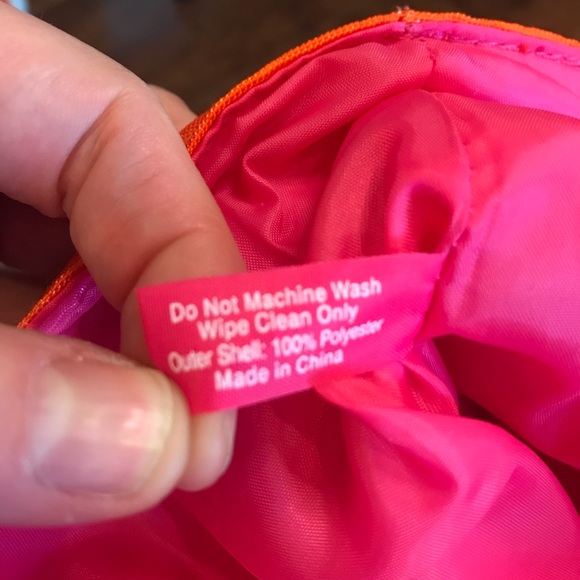 Do Not Machine Wash
Wipe Clean Only
Outer Shell: 100% Polyester
Made in China